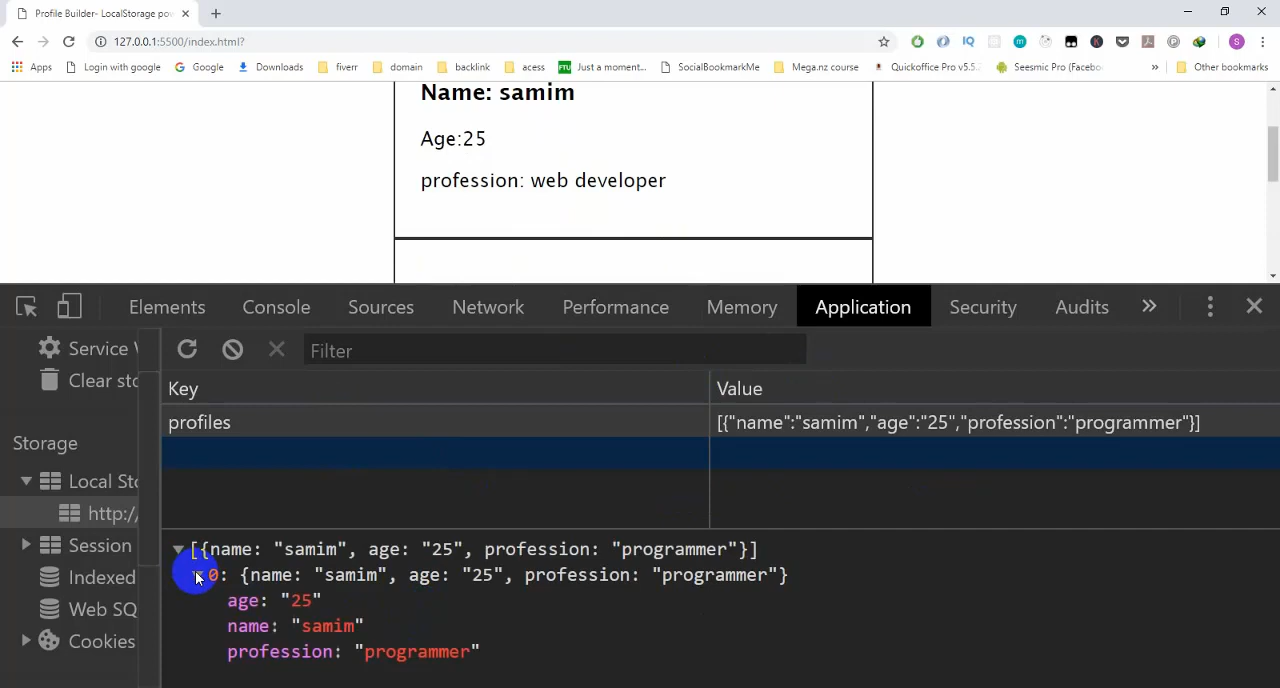 Profile Builder- LocalStorage pow
127.0.0.1:5500/index.html?
IQ
m
K
P
S
Apps
Login with google
Google
Downloads
fiverr
domain
backlink
acess
FTU
Just a moment...
SocialBookmarkMe
Mega.nz course
Quickoffice Pro v5.5.
Seesmic Pro (Facebo
»
Other bookmarks
Name: samim
Age:25
profession: web developer
Elements
Console
Sources
Network
Performance
Memory
Application
Security
Audits
»
Service
Clear sto
Storage
Local Sto
http:/
Session
Indexed
Web SQ
Cookies
Filter
Key
Value
profiles
[{"name":"samim","age":"25","profession":"programmer"}]
[{name: "samim", age: "25", profession: "programmer"}]
0: {name: "samim", age: "25", profession: "programmer"}
age: "25"
name: "samim"
profession: "programmer"